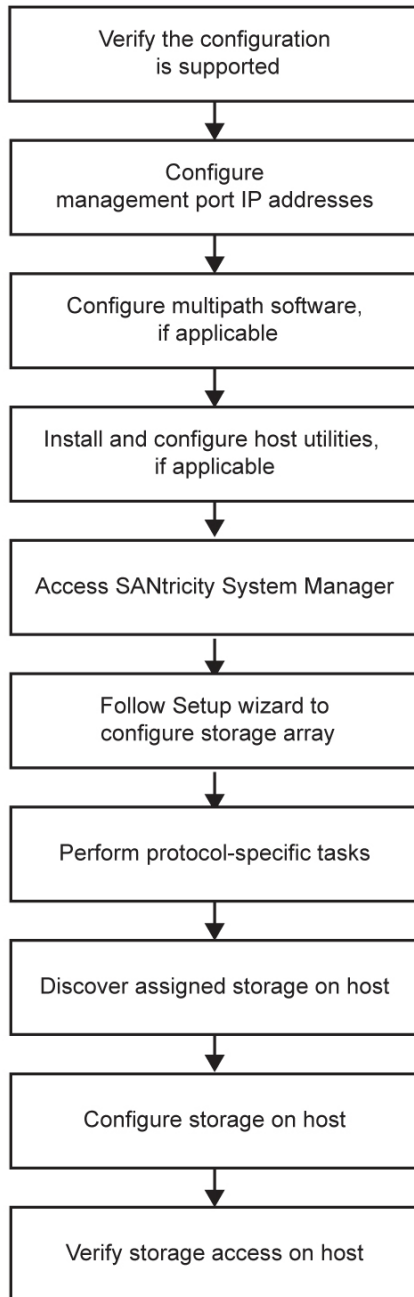 Verify the configuration
is supported
Configure
management port IP addresses
Configure multipath software,
if applicable
Install and configure host utilities,
if applicable
Access SANtricity System Manager
Follow Setup wizard to
configure storage array
Perform protocol-specific tasks
Discover assigned storage on host
Configure storage on host
Verify storage access on host